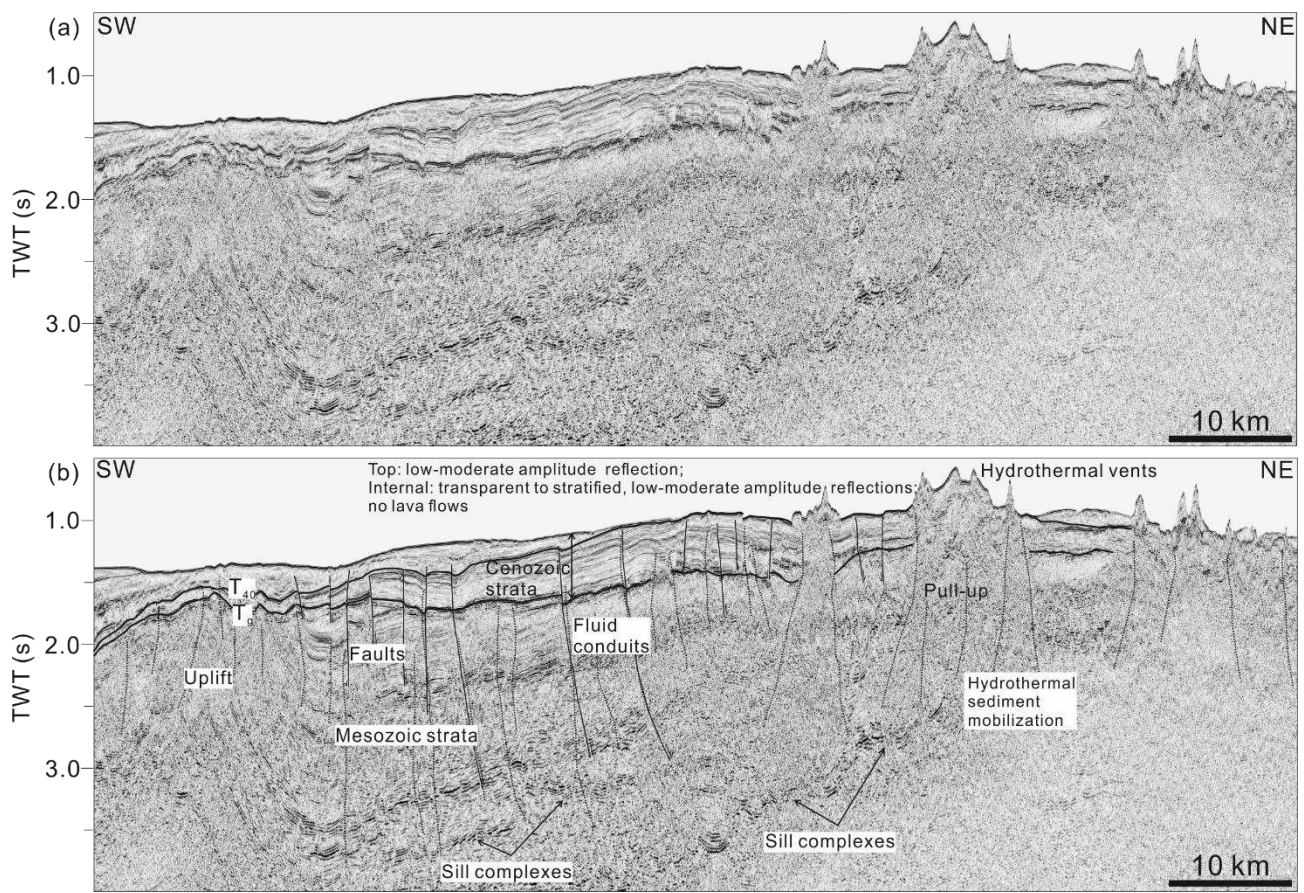 (a) SW NE
1.0
2.0
3.0
TWT (s)
10 km
(b) SW NE
Top: low-moderate amplitude reflection;
Internal: transparent to stratified, low-moderate amplitude reflections;
no lava flows
Hydrothermal vents
1.0
2.0
3.0
TWT (s)
T40
Tg
Cenozoic
strata
Pull-up
Fluid
conduits
Faults
Uplift
Hydrothermal
sediment
mobilization
Mesozoic strata
Sill complexes
Sill complexes
10 km